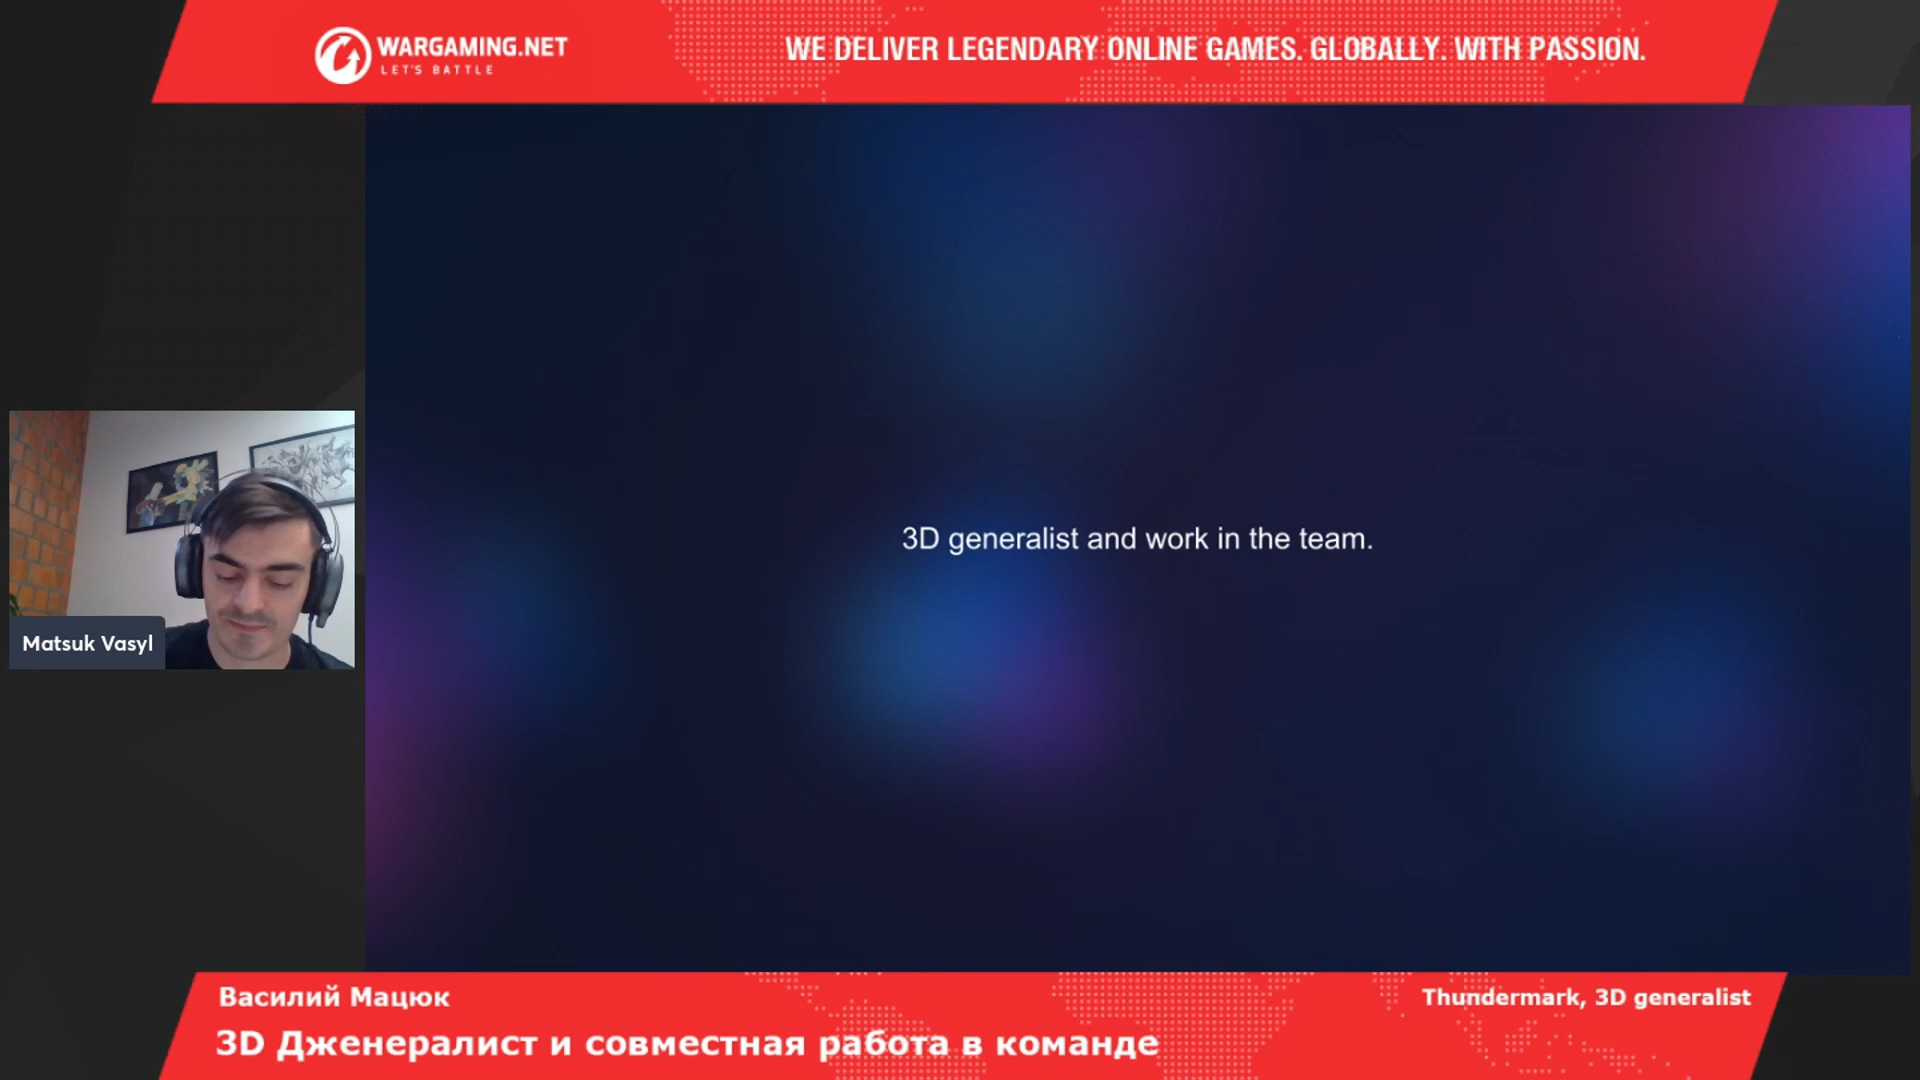 WARGAMING.NET
LET'S BATTLE
WE DELIVER LEGENDARY ONLINE GAMES. GLOBALLY. WITH PASSION.
3D generalist and work in the team.
Matsuk Vasyl
Василий Мацюк
Thundermark, 3D generalist
3D Дженералист и совместная работа в команде